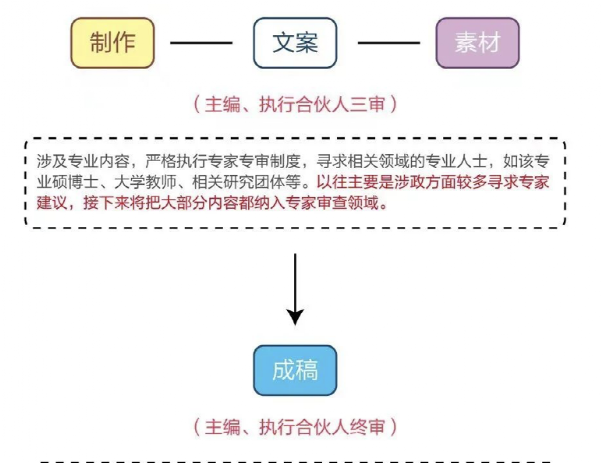 制作 文案 素材
（主编、执行合伙人三审）
涉及专业内容，严格执行专家专审制度，寻求相关领域的专业人士，如该专
业硕博士、大学教师、相关研究团体等。以往主要是涉政方面较多寻求专家
建议，接下来将把大部分内容都纳入专家审查领域。
成稿
（主编、执行合伙人终审）